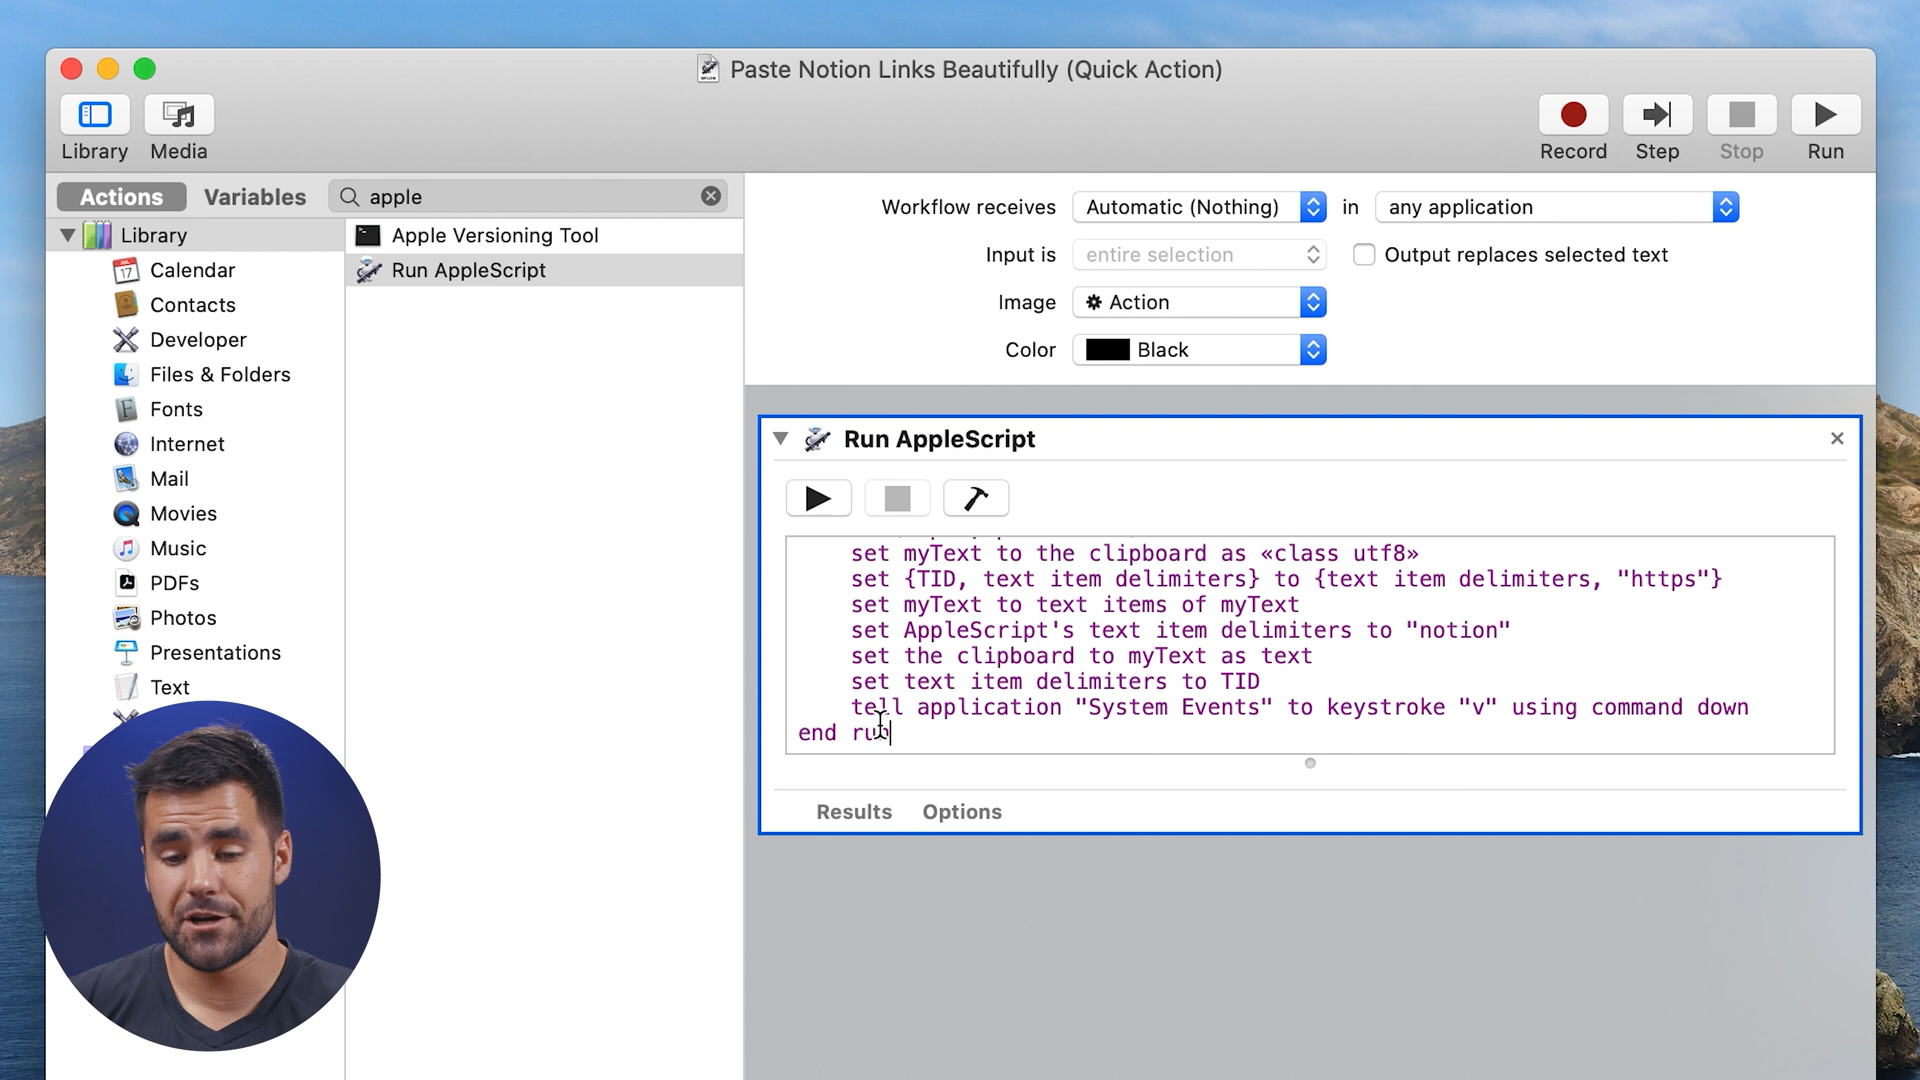 Paste Notion Links Beautifully (Quick Action)
Library
Media
Record
Step
Stop
Run
Actions
Variables
apple
Library
Calendar
Contacts
Developer
Files & Folders
Fonts
Internet
Mail
Movies
Music
PDFs
Photos
Presentations
Text
Apple Versioning Tool
Run AppleScript
Workflow receives
Automatic (Nothing)
in
any application
Input is
entire selection
Output replaces selected text
Image
Action
Color
Black
Run AppleScript
set myText to the clipboard as «class utf8»
set {TID, text item delimiters} to {text item delimiters, "https"}
set myText to text items of myText
set AppleScript's text item delimiters to "notion"
set the clipboard to myText as text
set text item delimiters to TID
tell application "System Events" to keystroke "v" using command down
end run
Results
Options